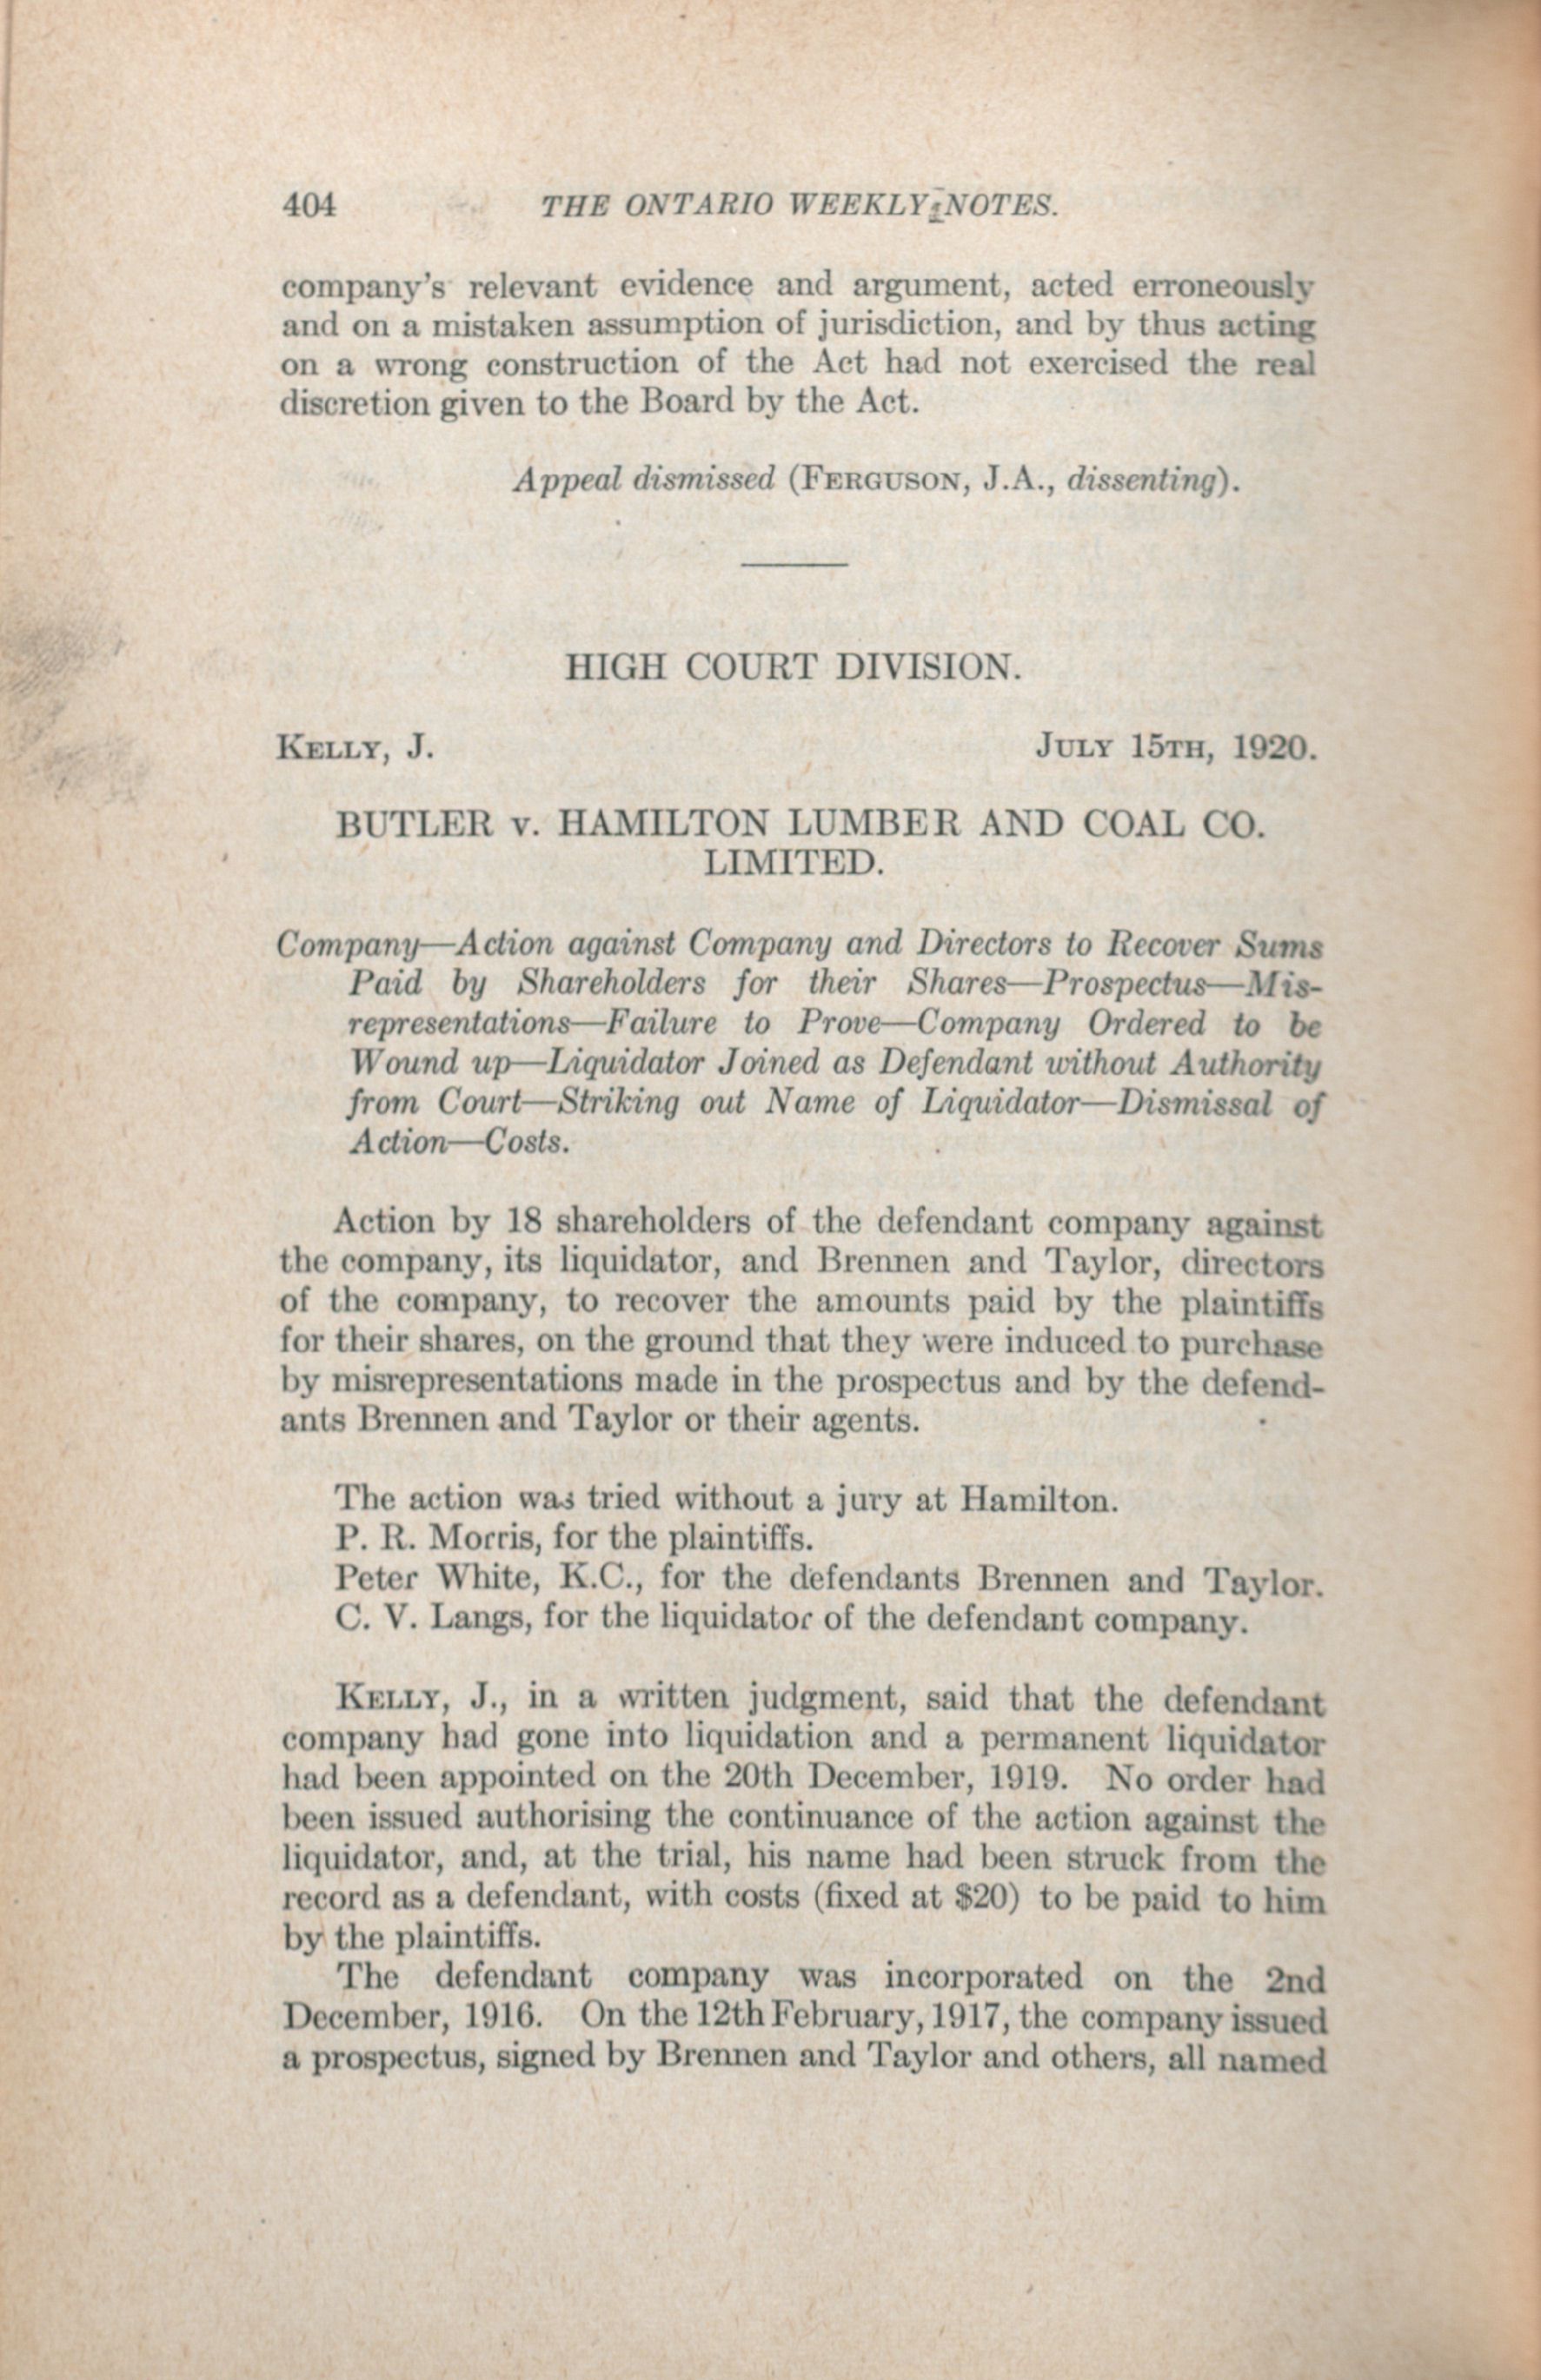 404 THE ONTARIO WEEKLY NOTES.
company's relevant evidence and argument, acted erroneously
and on a mistaken assumption of jurisdiction, and by thus acting
on a wrong construction of the Act had not exercised the real
discretion given to the Board by the Act.
Appeal dismissed (FERGUSON, J.A., dissenting).
HIGH COURT DIVISION.
KELLY, J. JULY 15TH, 1920.
BUTLER v. HAMILTON LUMBER AND COAL CO.
LIMITED.
Company—Action against Company and Directors to Recover Sums
Paid by Shareholders for their Shares—Prospectus—Mis-
representations—Failure to Prove—Company Ordered to be
Wound up—Liquidator Joined as Defendant without Authority
from Court—Striking out Name of Liquidator—Dismissal of
Action—Costs.
Action by 18 shareholders of the defendant company against
the company, its liquidator, and Brennen and Taylor, directors
of the company, to recover the amounts paid by the plaintiffs
for their shares, on the ground that they were induced to purchase
by misrepresentations made in the prospectus and by the defend-
ants Brennen and Taylor or their agents.
The action was tried without a jury at Hamilton.
P. R. Morris, for the plaintiffs.
Peter White, K.C., for the defendants Brennen and Taylor.
C. V. Langs, for the liquidator of the defendant company.
KELLY, J., in a written judgment, said that the defendant
company had gone into liquidation and a permanent liquidator
had been appointed on the 20th December, 1919. No order had
been issued authorising the continuance of the action against the
liquidator, and, at the trial, his name had been struck from the
record as a defendant, with costs (fixed at $20) to be paid to him
by the plaintiffs.
The defendant company was incorporated on the 2nd
December, 1916. On the 12th February, 1917, the company issued
a prospectus, signed by Brennen and Taylor and others, all named